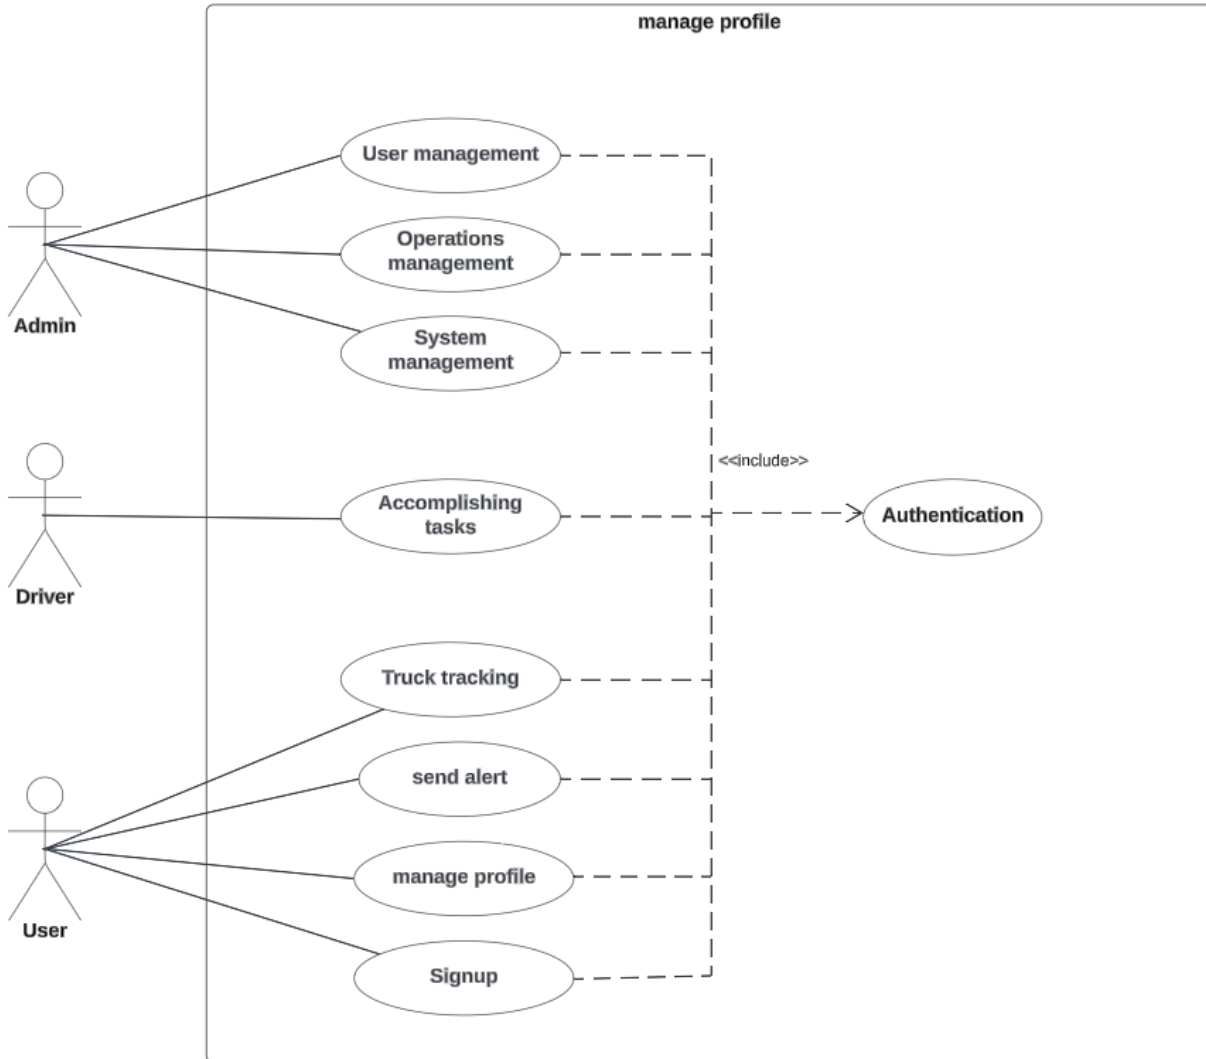 manage profile
User management
Operations
management
System
management
Admin
<<include>>
Accomplishing
tasks
Authentication
Driver
Truck tracking
send alert
manage profile
User
Signup